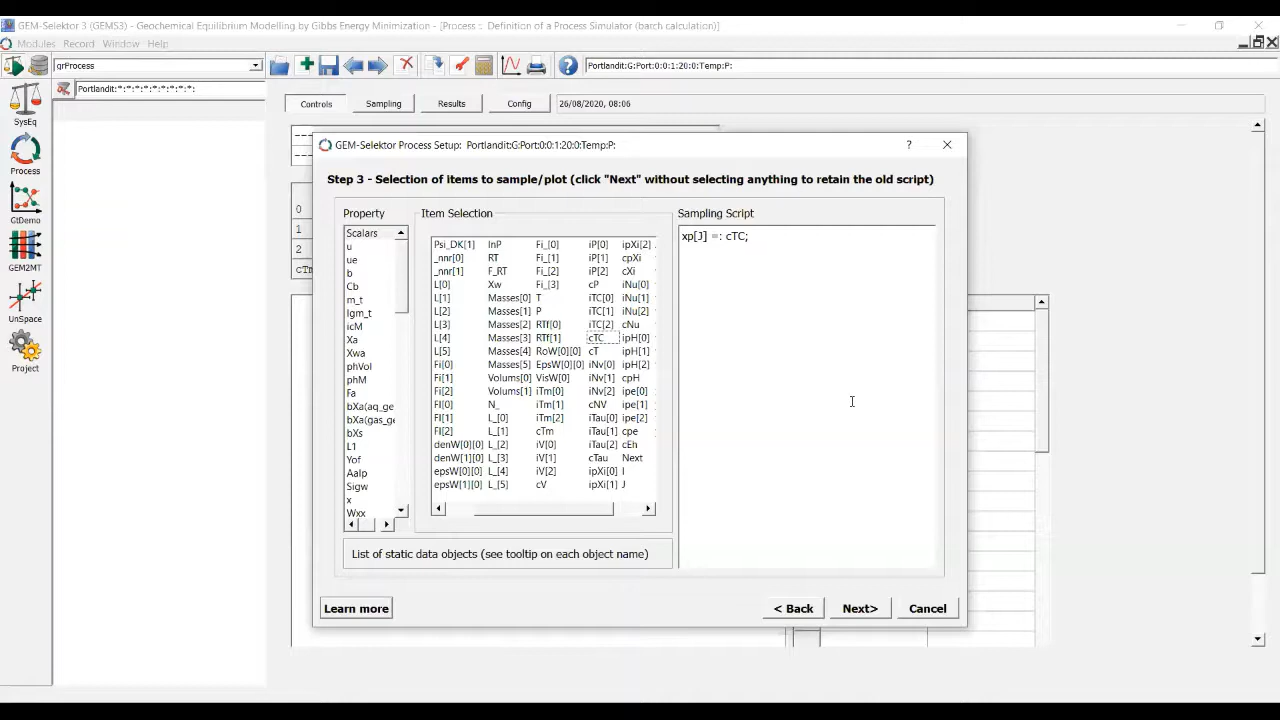 GEM-Selektor 3 (GEMS3) - Geochemical Equilibrium Modelling by Gibbs Energy Minimization - [Process :: Definition of a Process Simulator (batch calculation)]
Modules Record Window Help
grProcess
Portlandit:G:Port:0:0:1:20:0:Temp:P:
Portlandit:*:*:*:*:*:*:*:*:*:
Controls Sampling Results Config 26/08/2020, 08:06
SysEq
Process
GtDemo
GEM2MT
UnSpace
Project
0
1
2
cTm
GEM-Selektor Process Setup: Portlandit:G:Port:0:0:1:20:0:Temp:P:
Step 3 - Selection of items to sample/plot (click "Next" without selecting anything to retain the old script)
Property
Scalars
u
ue
b
Cb
m_t
lgm_t
icM
Xa
Xwa
phVol
phM
Fa
bXa(aq_ge
bXa(gas_ge
bXs
L1
Yof
Aalp
Sigw
x
Wxx
Item Selection
Psi_DK[1] InP Fi_[0] iP[0] ipXi[2]
_nnr[0] RT Fi_[1] iP[1] cpXi
_nnr[1] F_RT Fi_[2] iP[2] cXi
L[0] Xw Fi_[3] cP iNu[0]
L[1] Masses[0] T iTC[0] iNu[1]
L[2] Masses[1] P iTC[1] iNu[2]
L[3] Masses[2] RTf[0] iTC[2] cNu
L[4] Masses[3] RTf[1] cTC ipH[0]
L[5] Masses[4] RoW[0][0] cT ipH[1]
Fi[0] Masses[5] EpsW[0][0] iNv[0] ipH[2]
Fi[1] Volums[0] VisW[0] iNv[1] cpH
Fi[2] Volums[1] iTm[0] iNv[2] ipe[0]
FI[0] N_ iTm[1] cNV ipe[1]
FI[1] L_[0] iTm[2] iTau[0] ipe[2]
FI[2] L_[1] cTm iTau[1] cpe
denW[0][0] L_[2] iV[0] iTau[2] cEh
denW[1][0] L_[3] iV[1] cTau Next
epsW[0][0] L_[4] iV[2] ipXi[0] I
epsW[1][0] L_[5] cV ipXi[1] J
List of static data objects (see tooltip on each object name)
Sampling Script
xp[J] =: cTC;
Learn more < Back Next> Cancel